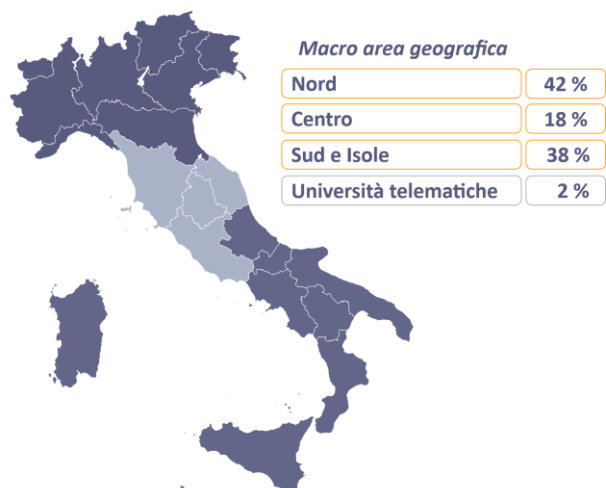 Macro area geografica
Nord 42 %
Centro 18 %
Sud e Isole 38 %
Università telematiche 2 %